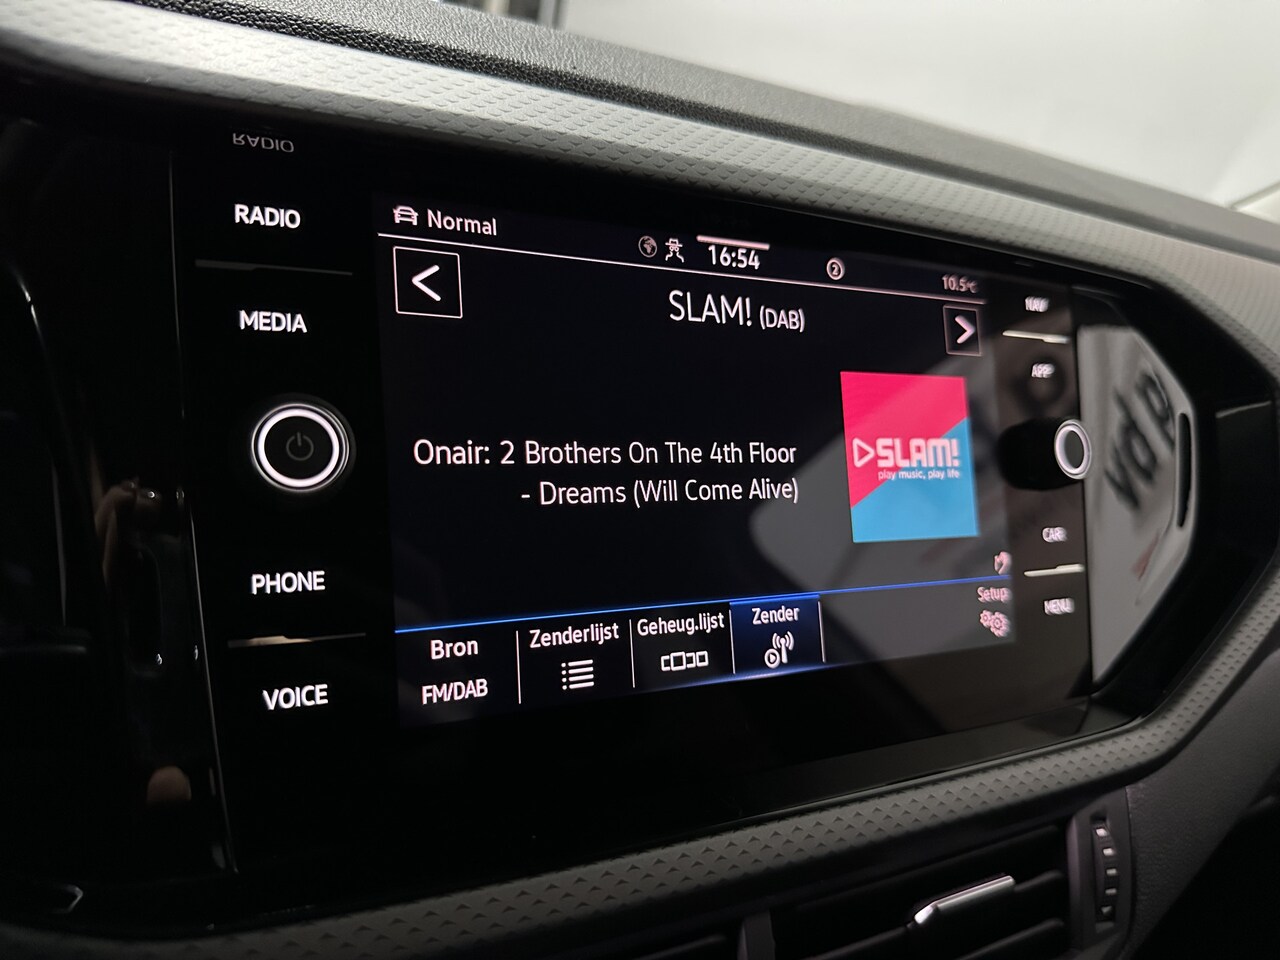 RADIO
RADIO
MEDIA
PHONE
VOICE
Normal
16:54
2
10.5°C
SLAM! (DAB)
<
>
Onair: 2 Brothers On The 4th Floor
- Dreams (Will Come Alive)
SLAM!
play music, play life
Bron
FM/DAB
Zenderlijst
Geheug.lijst
Zender
Setup
NAV
APP
CAR
MENU